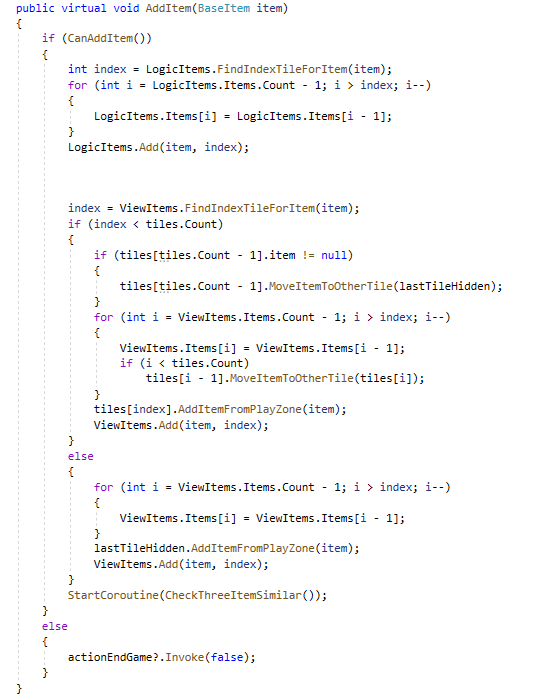 public virtual void AddItem(BaseItem item)
{
    if (CanAddItem())
    {
        int index = LogicItems.FindIndexTileForItem(item);
        for (int i = LogicItems.Items.Count - 1; i > index; i--)
        {
            LogicItems.Items[i] = LogicItems.Items[i - 1];
        }
        LogicItems.Add(item, index);
        index = ViewItems.FindIndexTileForItem(item);
        if (index < tiles.Count)
        {
            if (tiles[tiles.Count - 1].item != null)
            {
                tiles[tiles.Count - 1].MoveItemToOtherTile(lastTileHidden);
            }
            for (int i = ViewItems.Items.Count - 1; i > index; i--)
            {
                ViewItems.Items[i] = ViewItems.Items[i - 1];
                if (i < tiles.Count)
                    tiles[i - 1].MoveItemToOtherTile(tiles[i]);
            }
            tiles[index].AddItemFromPlayZone(item);
            ViewItems.Add(item, index);
        }
        else
        {
            for (int i = ViewItems.Items.Count - 1; i > index; i--)
            {
                ViewItems.Items[i] = ViewItems.Items[i - 1];
            }
            lastTileHidden.AddItemFromPlayZone(item);
            ViewItems.Add(item, index);
        }
        StartCoroutine(CheckThreeItemSimilar());
    }
    else
    {
        actionEndGame?.Invoke(false);
    }
}